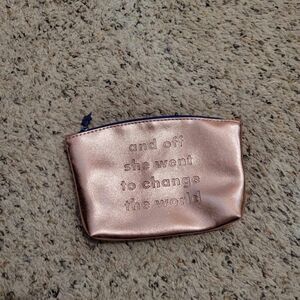 and off
she went
to change
the world